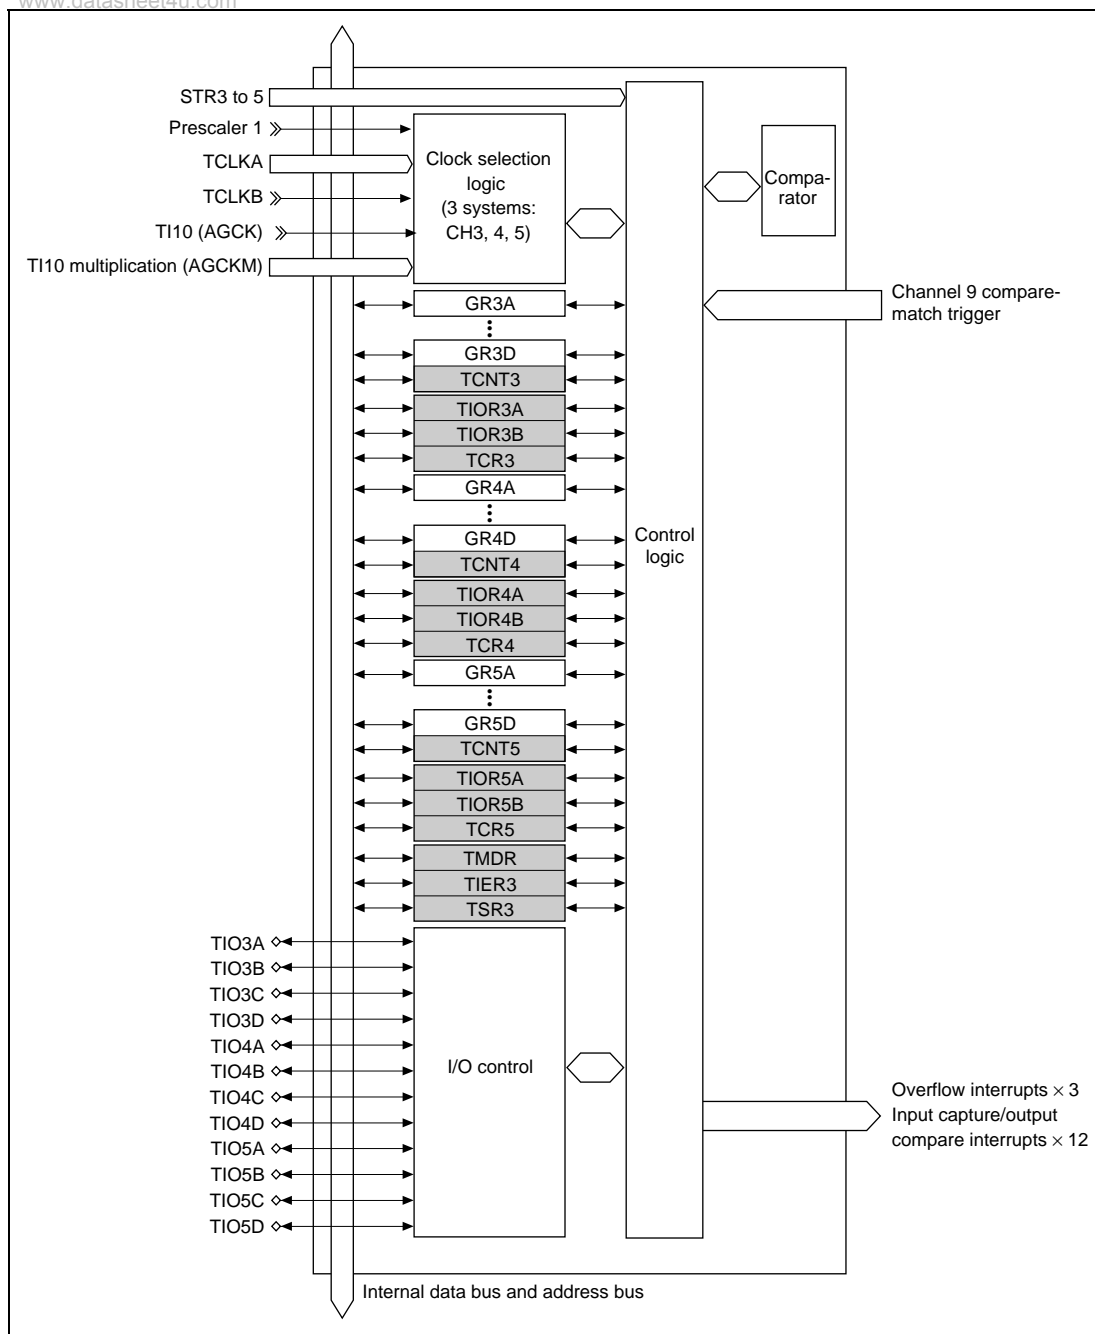 www.datasheet4u.com
STR3 to 5
Prescaler 1
TCLKA
TCLKB
TI10 (AGCK)
TI10 multiplication (AGCKM)
Clock selection
logic
(3 systems:
CH3, 4, 5)
Compa-
rator
Channel 9 compare-
match trigger
GR3A
GR3D
TCNT3
TIOR3A
TIOR3B
TCR3
GR4A
GR4D
TCNT4
TIOR4A
TIOR4B
TCR4
GR5A
GR5D
TCNT5
TIOR5A
TIOR5B
TCR5
TMDR
TIER3
TSR3
Control
logic
TIO3A
TIO3B
TIO3C
TIO3D
TIO4A
TIO4B
TIO4C
TIO4D
TIO5A
TIO5B
TIO5C
TIO5D
I/O control
Overflow interrupts × 3
Input capture/output
compare interrupts × 12
Internal data bus and address bus